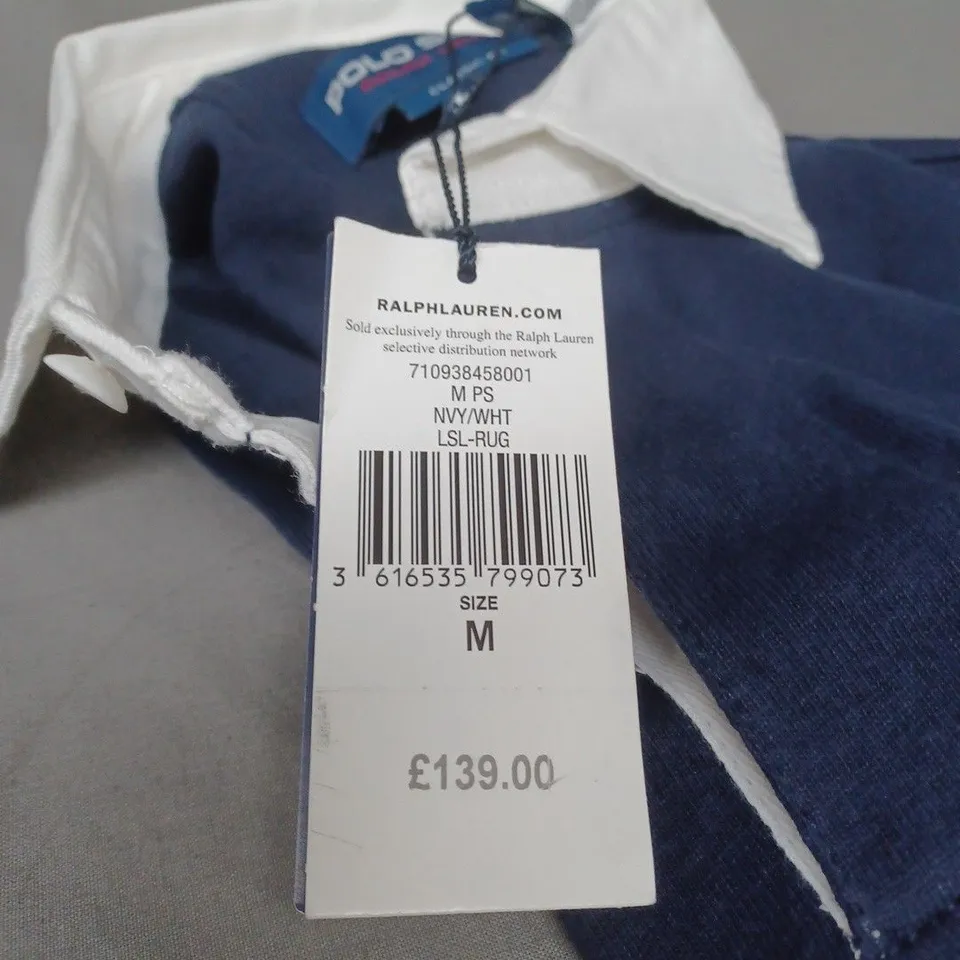 POLO
RALPHLAUREN.COM
Sold exclusively through the Ralph Lauren
selective distribution network
710938458001
M PS
NVY/WHT
LSL-RUG
3 616535 799073
SIZE
M
£139.00